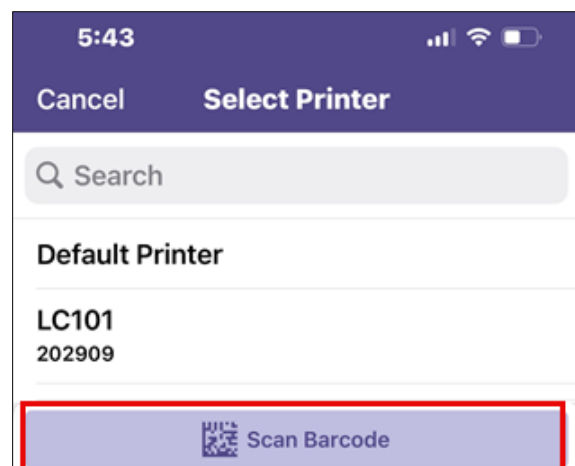 5:43
Cancel Select Printer
Search
Default Printer
LC101
202909
Scan Barcode